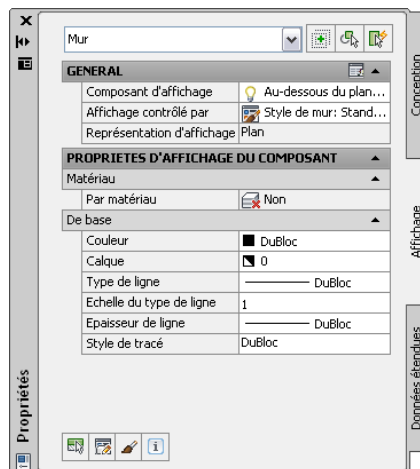 Mur
GENERAL
Composant d'affichage Au-dessous du plan...
Affichage contrôlé par Style de mur: Stand...
Représentation d'affichage Plan
PROPRIETES D'AFFICHAGE DU COMPOSANT
Matériau
Par matériau Non
De base
Couleur DuBloc
Calque 0
Type de ligne DuBloc
Echelle du type de ligne 1
Epaisseur de ligne DuBloc
Style de tracé DuBloc
Propriétés
Conception
Affichage
Données étendues